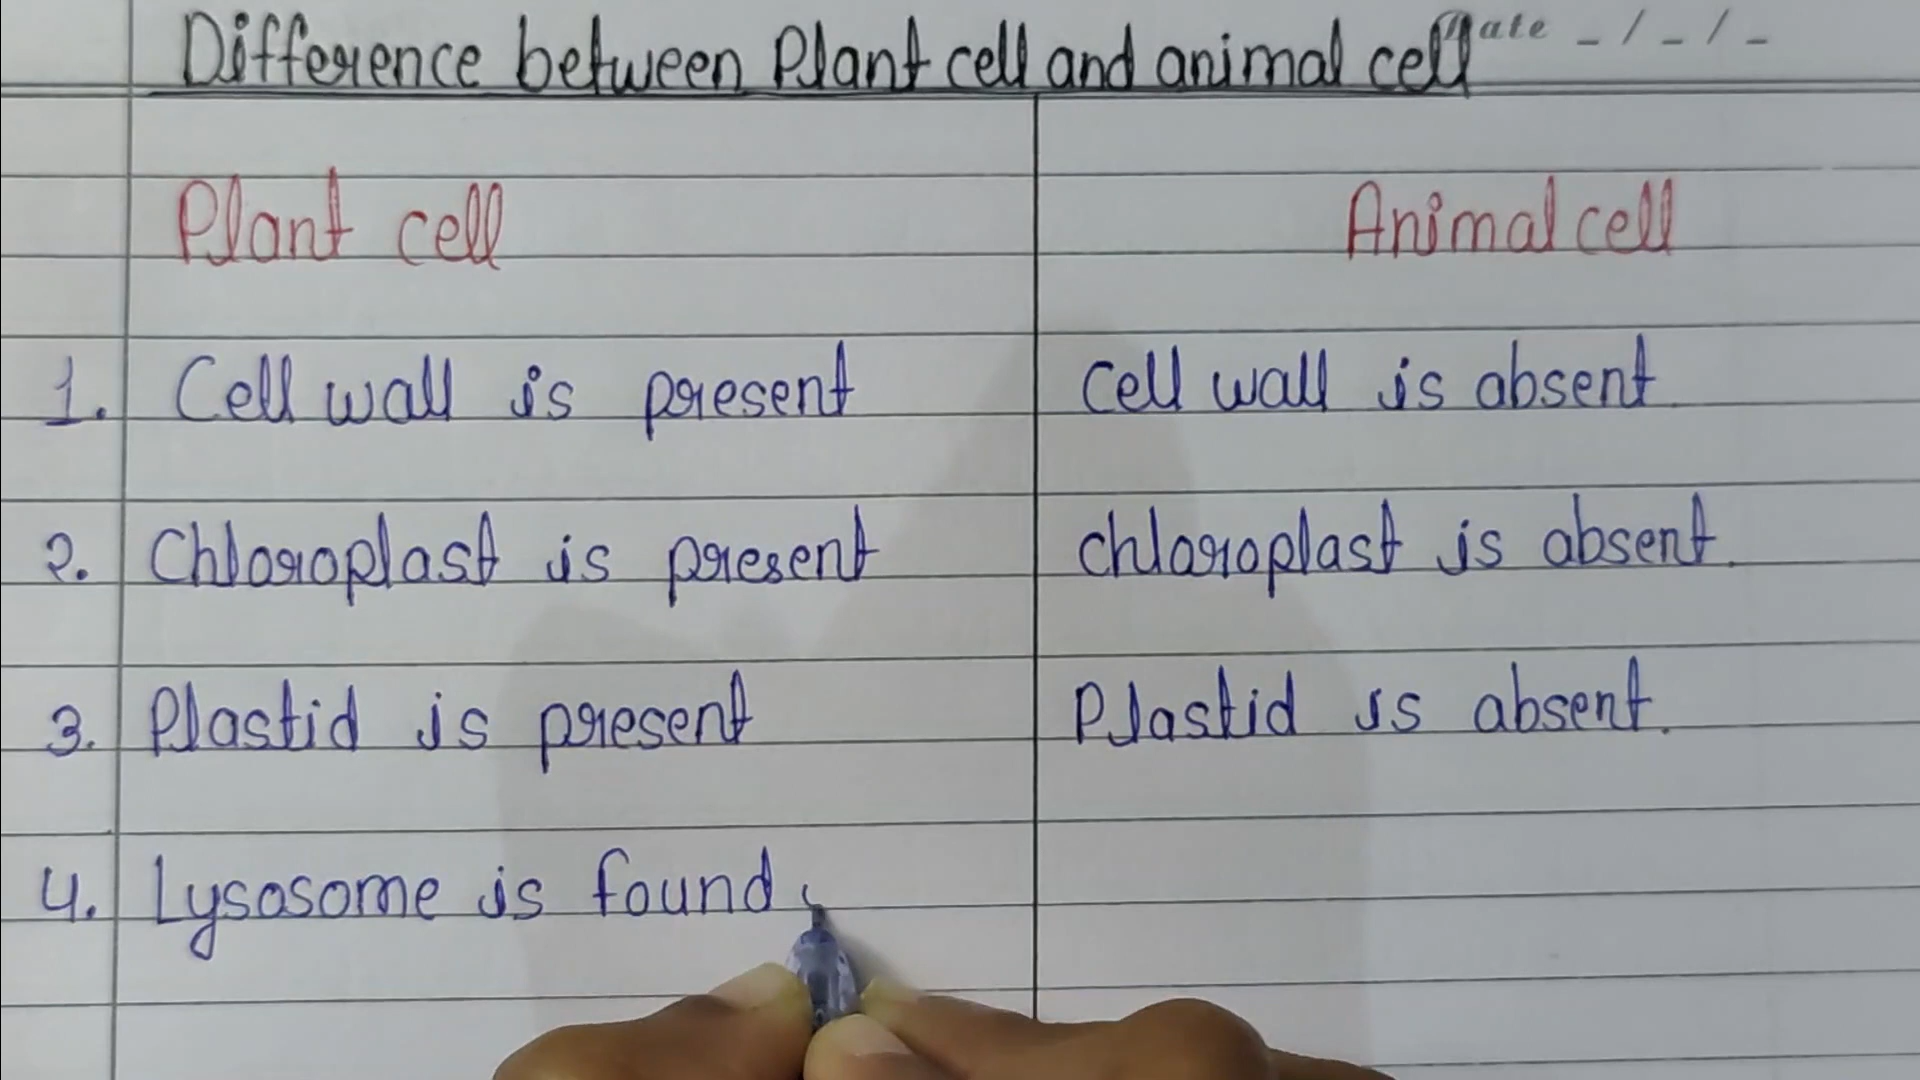 Difference between Plant cell and animal cell
Date _ / _ / _
Plant cell
Animal cell
1. Cell wall is present
Cell wall is absent
2. Chloroplast is present
chloroplast is absent.
3. Plastid is present
Plastid is absent.
4. Lysosome is found